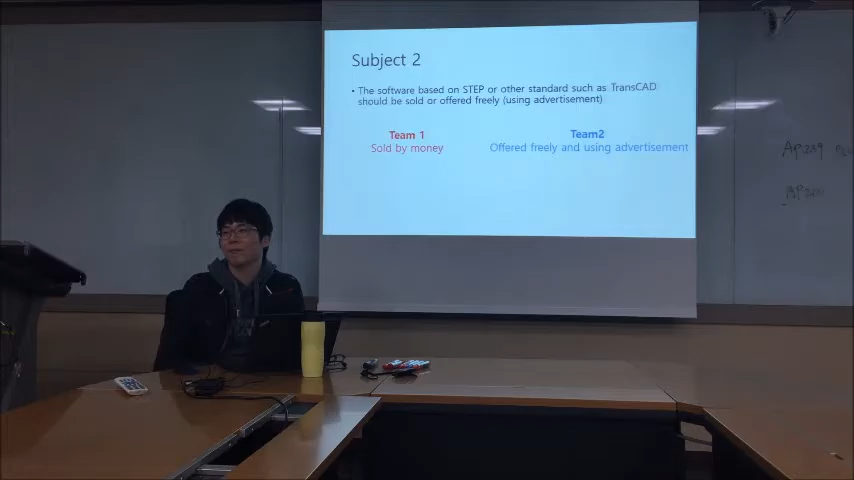 Subject 2
• The software based on STEP or other standard such as TransCAD
should be sold or offered freely (using advertisement)
Team 1
Sold by money
Team2
Offered freely and using advertisement
AP239